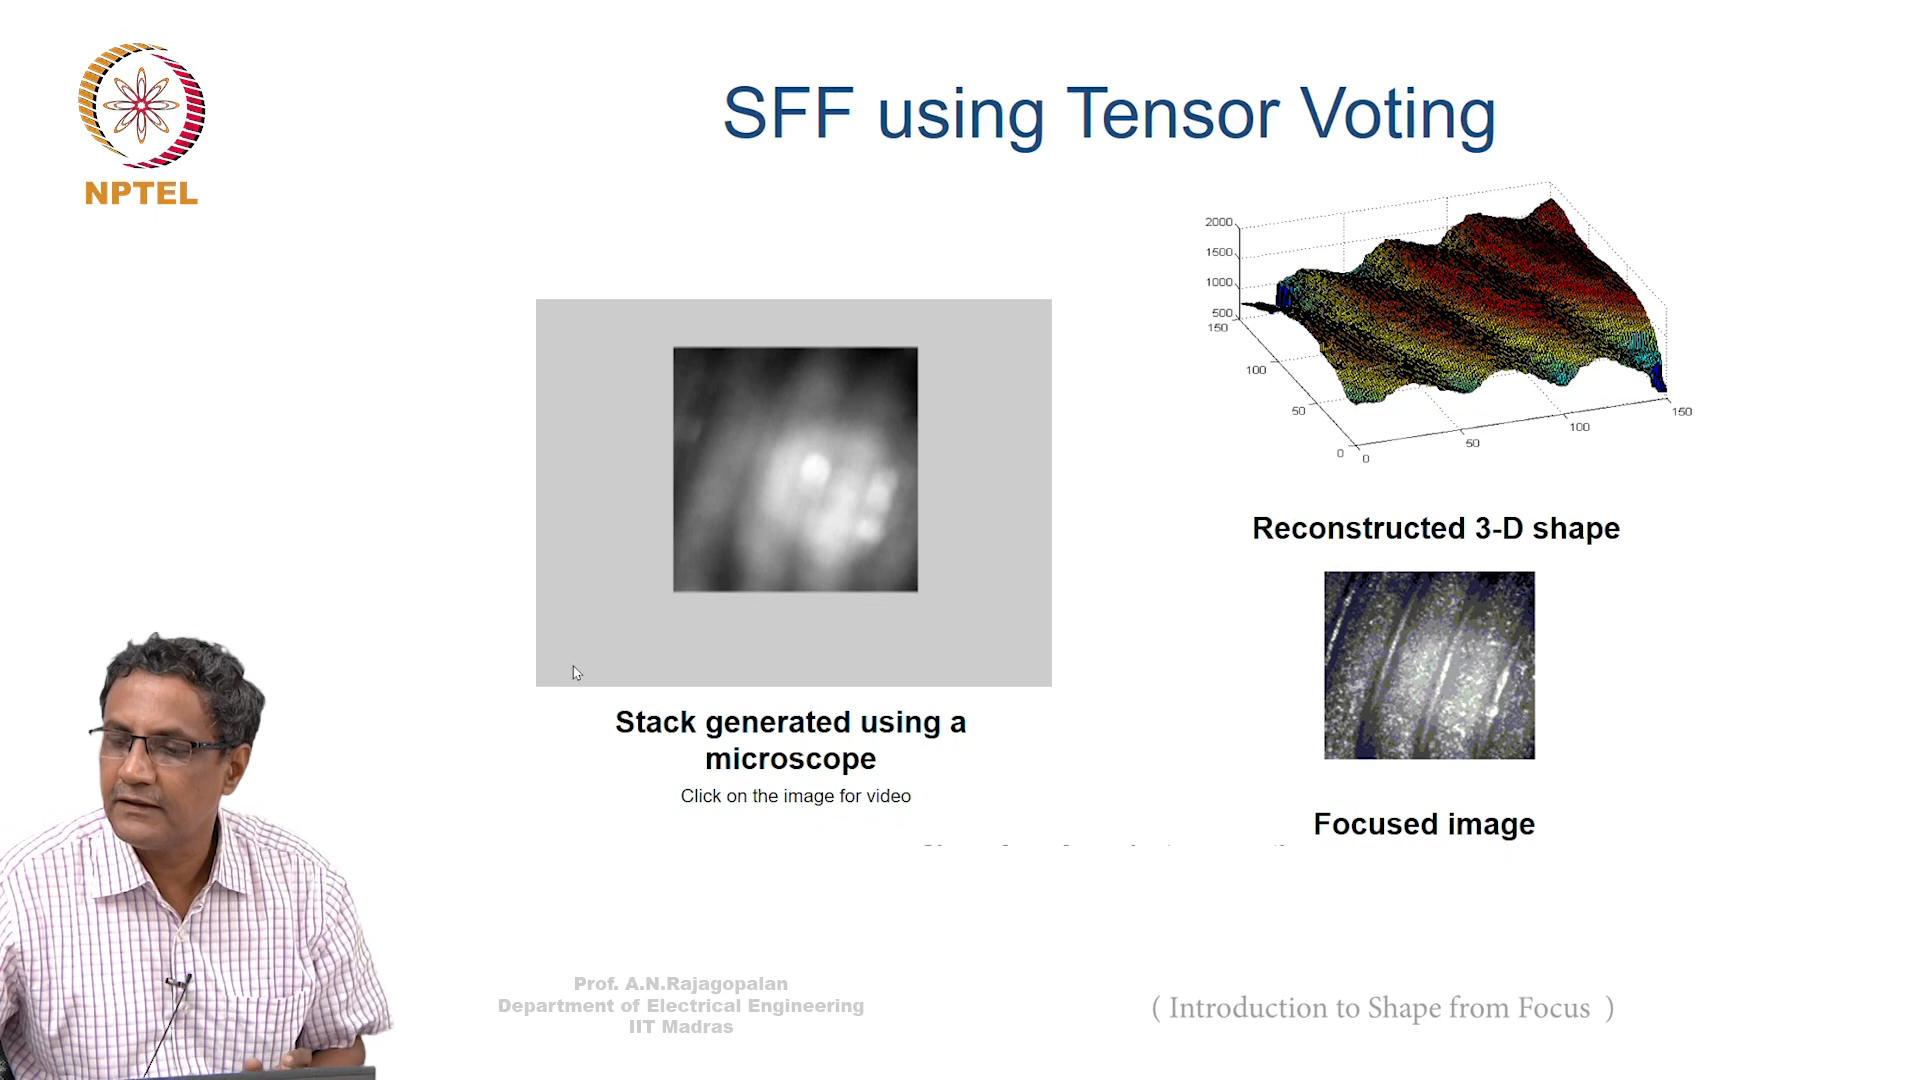 NPTEL
SFF using Tensor Voting
2000
1500
1000
500
150
100
50
0
0
50
100
150
Reconstructed 3-D shape
Stack generated using a
microscope
Click on the image for video
Focused image
Prof. A.N.Rajagopalan
Department of Electrical Engineering
IIT Madras
( Introduction to Shape from Focus )